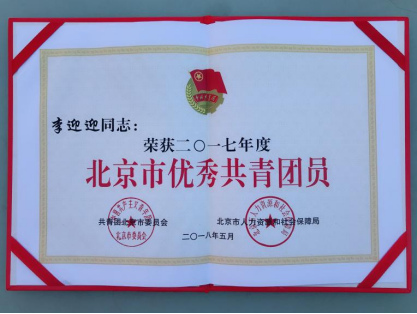 李迎迎同志：
荣获二〇一七年度
北京市优秀共青团员
共青团北京市委员会 北京市人力资源和社会保障局
二〇一八年五月